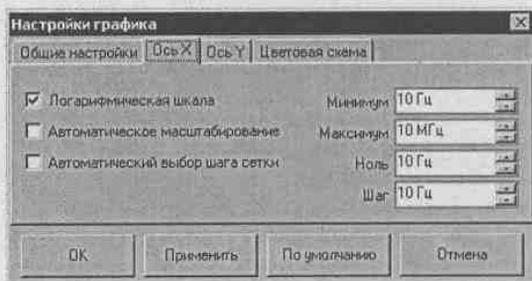 Настройки графика
Общие настройки Ось X Ось Y Цветовая схема
Логарифмическая шкала Минимум 10 Гц
Автоматическое масштабирование Максимум 10 МГц
Автоматический выбор шага сетки Ноль 10 Гц
Шаг 10 Гц
OK Применить По умолчанию Отмена